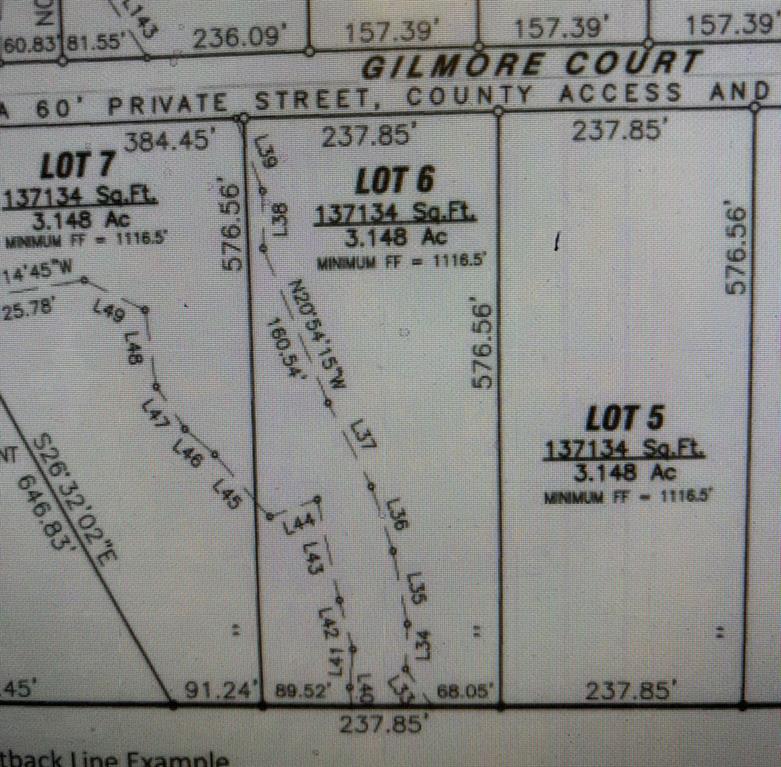 NO
L143
60.83'
81.55'
236.09'
157.39'
157.39'
157.39'
GILMORE COURT
A 60' PRIVATE STREET, COUNTY ACCESS AND
384.45'
237.85'
237.85'
LOT 7
137134 Sq.Ft.
3.148 Ac
MINIMUM FF = 1116.5'
576.56'
L39
L38
LOT 6
137134 Sq.Ft.
3.148 Ac
MINIMUM FF = 1116.5'
576.56'
14'45"W
25.78'
L49
L48
L47
L46
L45
N20°54'15"W
160.54'
576.56'
L37
L36
L35
L34
L33
LOT 5
137134 Sq.Ft.
3.148 Ac
MINIMUM FF = 1116.5'
NT
S26°32'02"E
646.83'
L44
L43
L42
L41
L40
45'
91.24'
89.52'
68.05'
237.85'
237.85'
tback Line Example